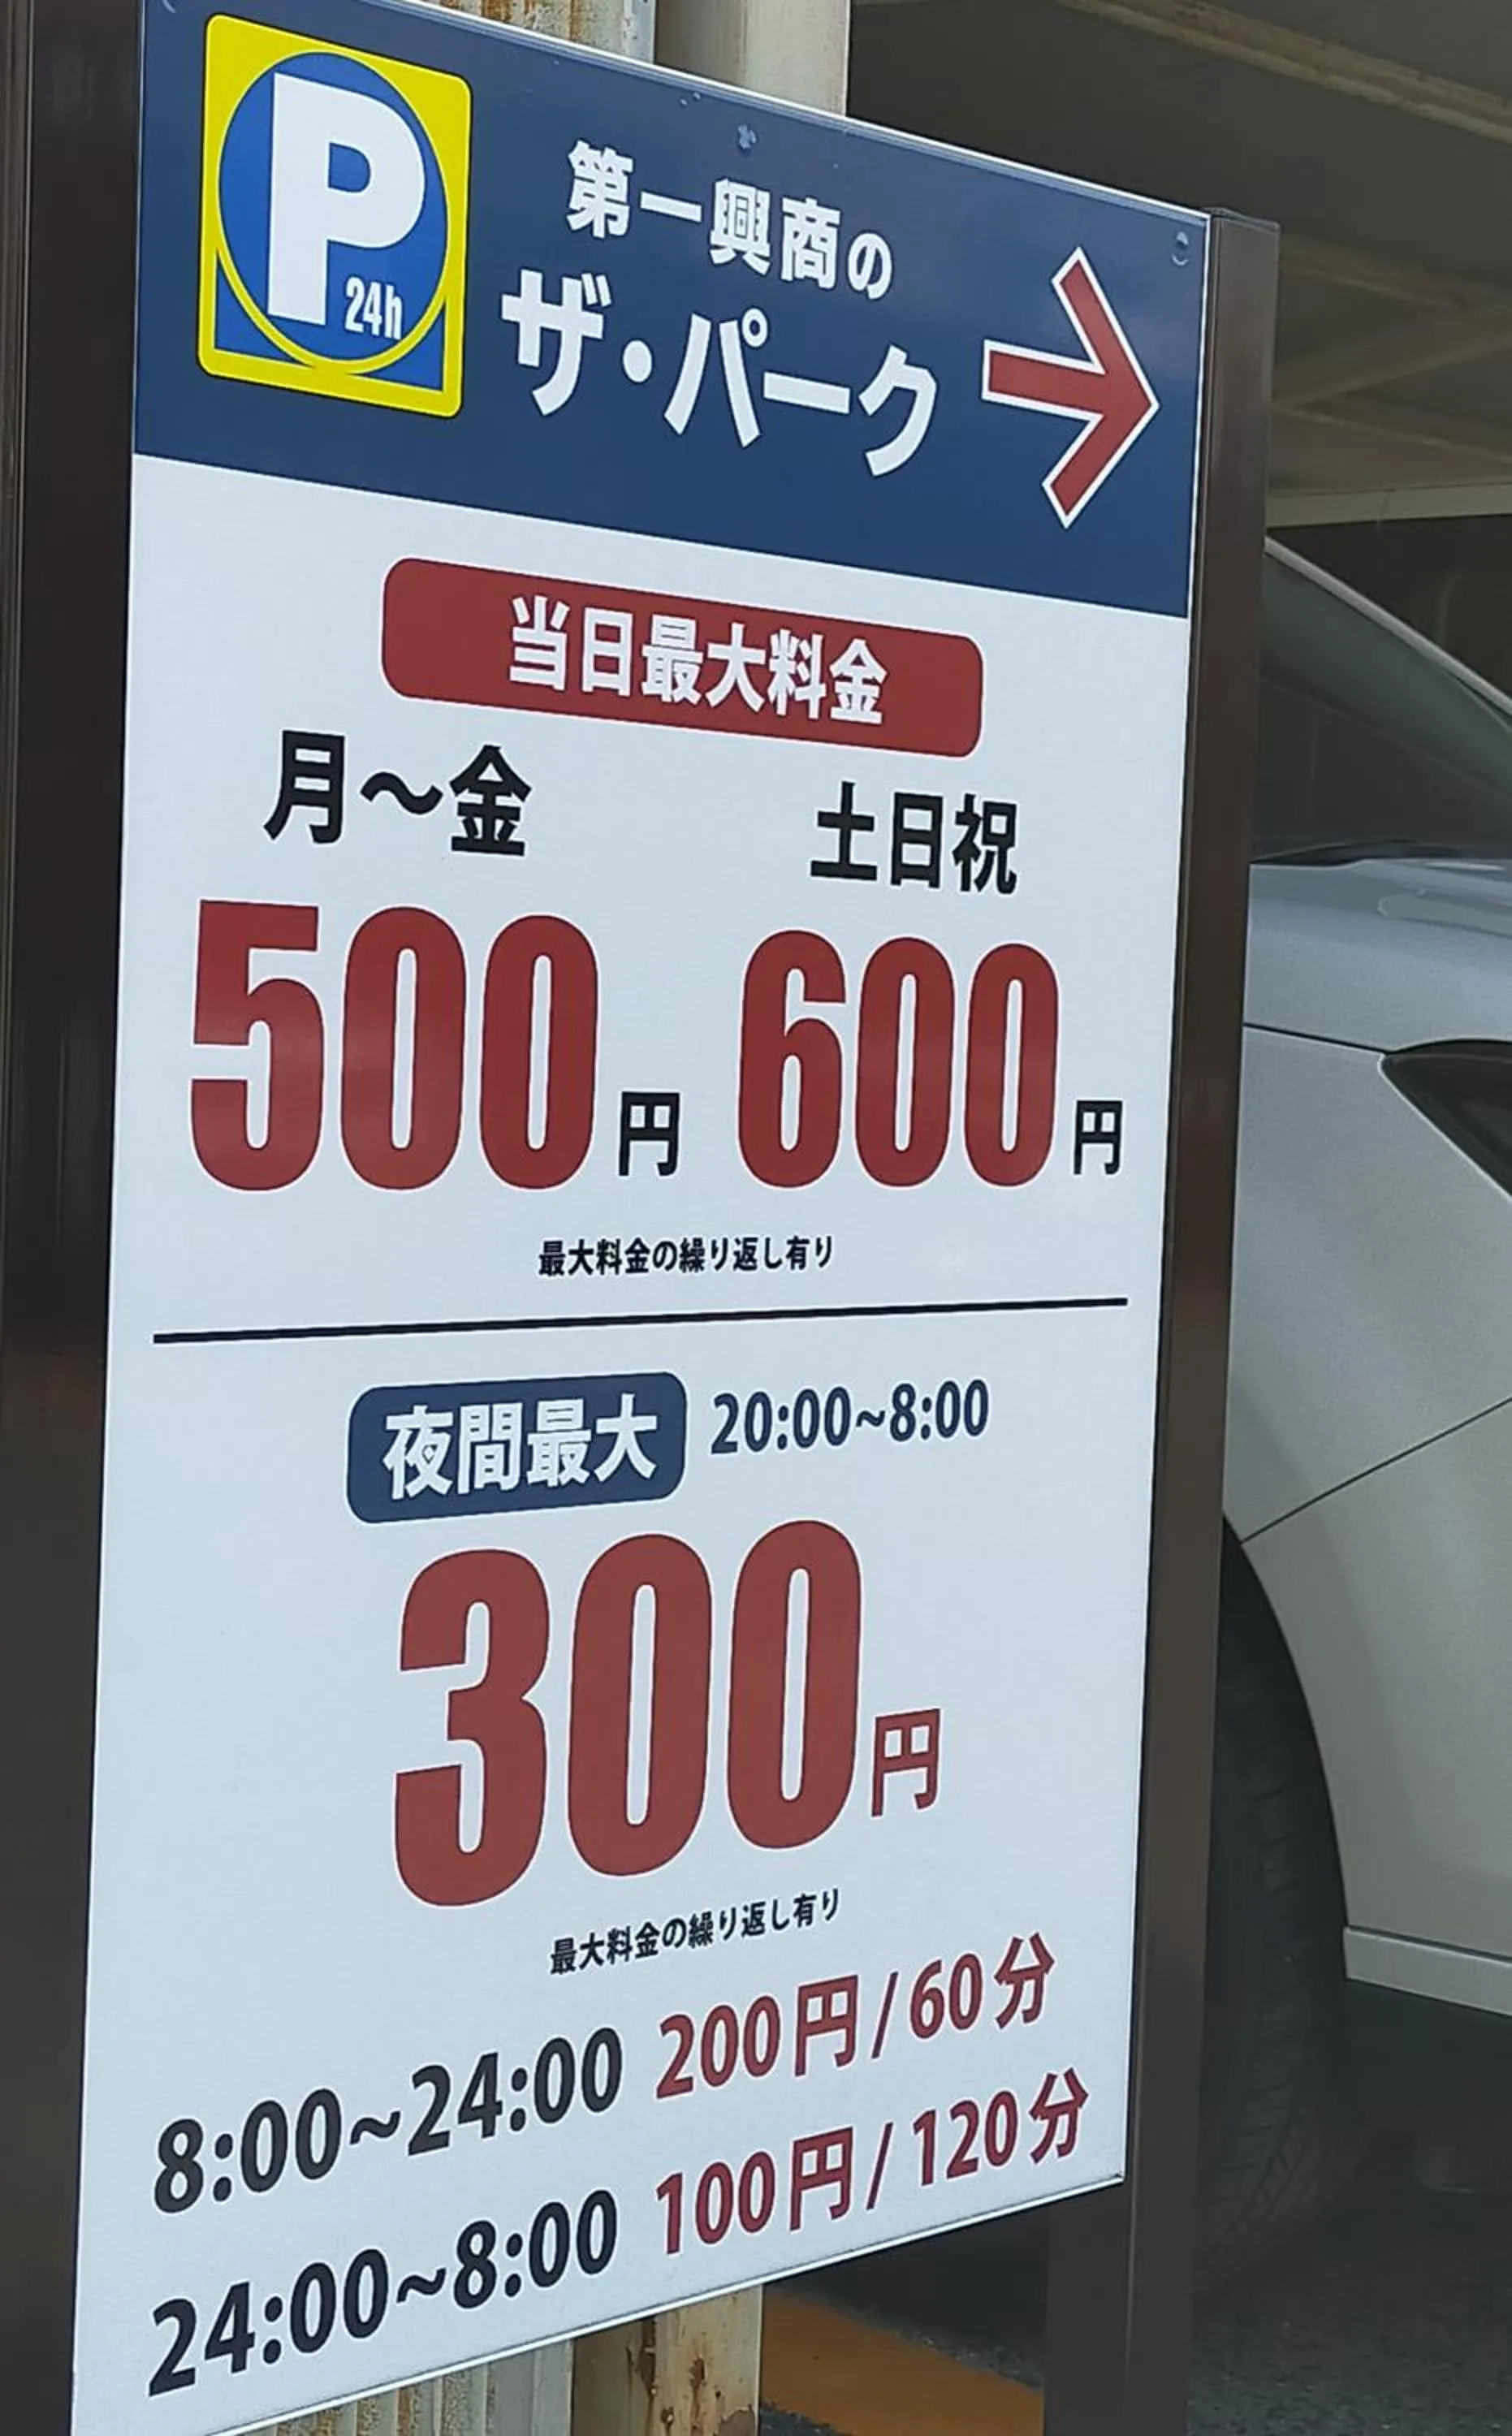 P 24h
第一興商の
ザ・パーク
当日最大料金
月～金 土日祝
500円 600円
最大料金の繰り返し有り
夜間最大 20:00~8:00
300円
最大料金の繰り返し有り
8:00~24:00 200円/60分
24:00~8:00 100円/120分